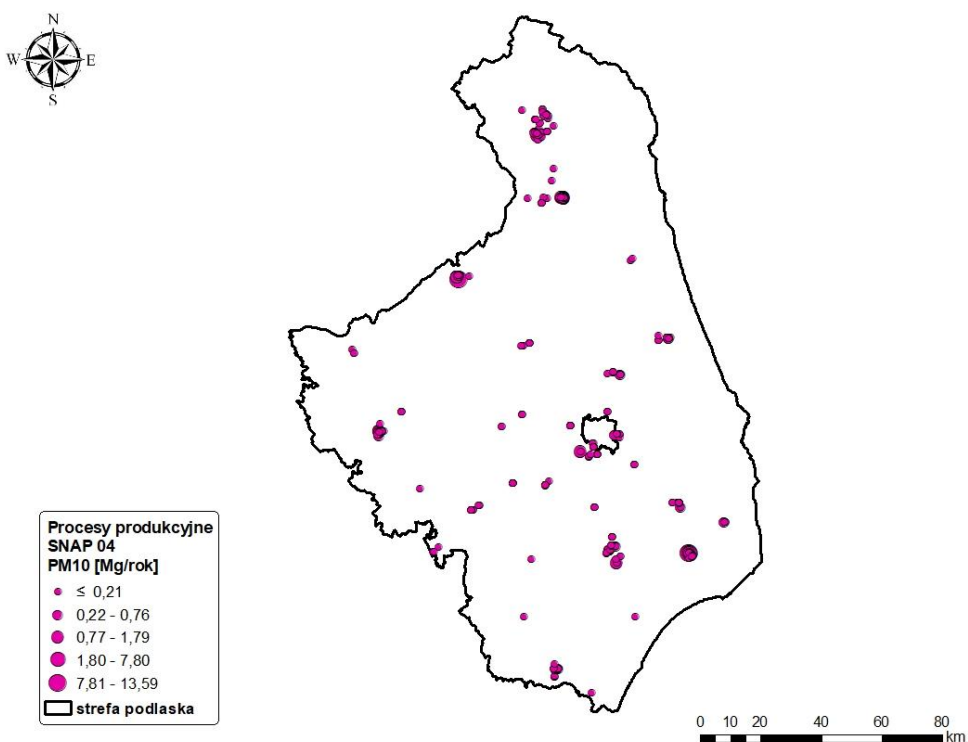 N
W E
S
Procesy produkcyjne
SNAP 04
PM10 [Mg/rok]
≤ 0,21
0,22 - 0,76
0,77 - 1,79
1,80 - 7,80
7,81 - 13,59
strefa podlaska
0 10 20 40 60 80
km